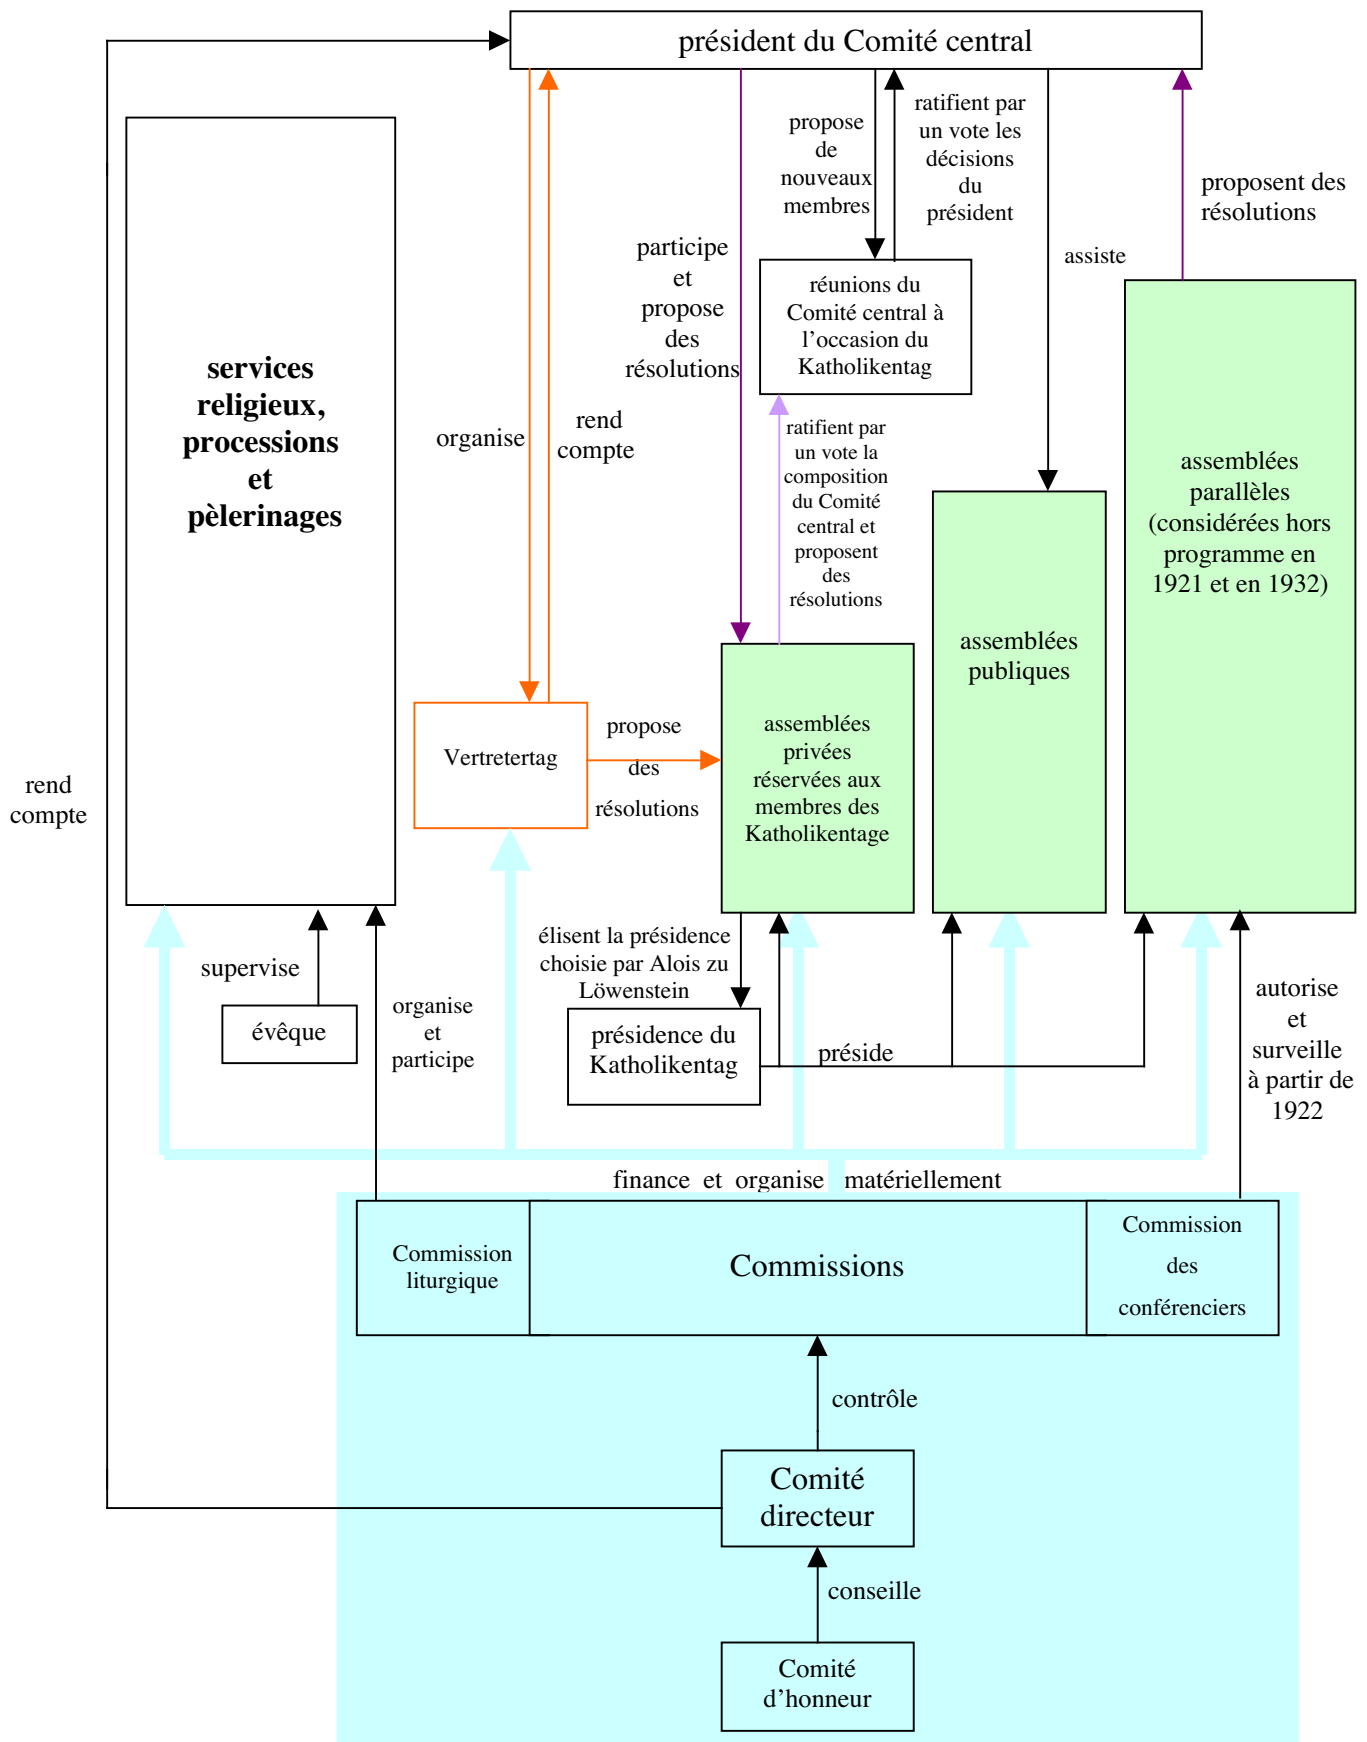 président du Comité central
ratifient par
un vote les
décisions
du
président
propose
de
nouveaux
membres
proposent des
résolutions
participe
et
propose
des
résolutions
assiste
réunions du
Comité central à
l’occasion du
Katholikentag
services
religieux,
processions
et
pèlerinages
organise
rend
compte
ratifient par
un vote la
composition
du Comité
central et
proposent
des
résolutions
assemblées
parallèles
(considérées hors
programme en
1921 et en 1932)
assemblées
publiques
Vertretertag
propose
des
résolutions
assemblées
privées
réservées aux
membres des
Katholikentage
rend
compte
élisent la présidence
choisie par Alois zu
Löwenstein
supervise
évêque
organise
et
participe
présidence du
Katholikentag
préside
autorise
et
surveille
à partir de
1922
finance et organise matériellement
Commission
liturgique
Commissions
Commission
des
conférenciers
contrôle
Comité
directeur
conseille
Comité
d’honneur